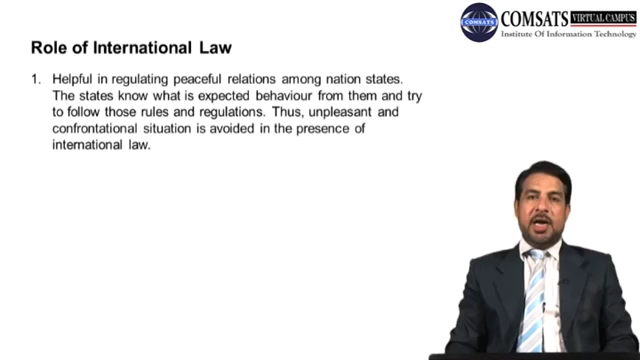 COMSATS VIRTUAL CAMPUS
COMSATS
Institute Of Information Technology
Role of International Law
1. Helpful in regulating peaceful relations among nation states.
The states know what is expected behaviour from them and try
to follow those rules and regulations. Thus, unpleasant and
confrontational situation is avoided in the presence of
international law.